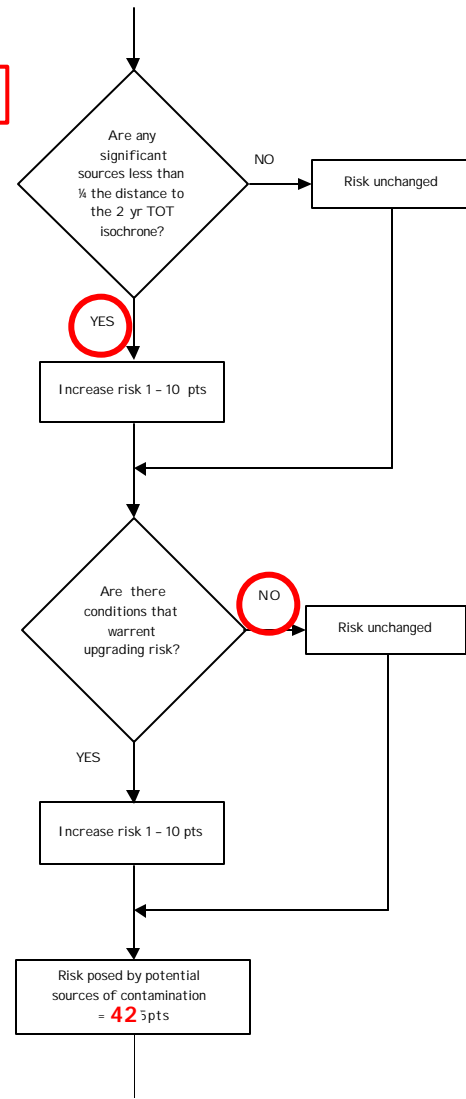 Are any
significant
sources less than
¼ the distance to
the 2 yr TOT
isochrone?
NO
Risk unchanged
YES
Increase risk 1 – 10 pts
Are there
conditions that
warrent
upgrading risk?
NO
Risk unchanged
YES
Increase risk 1 – 10 pts
Risk posed by potential
sources of contamination
= 42 pts